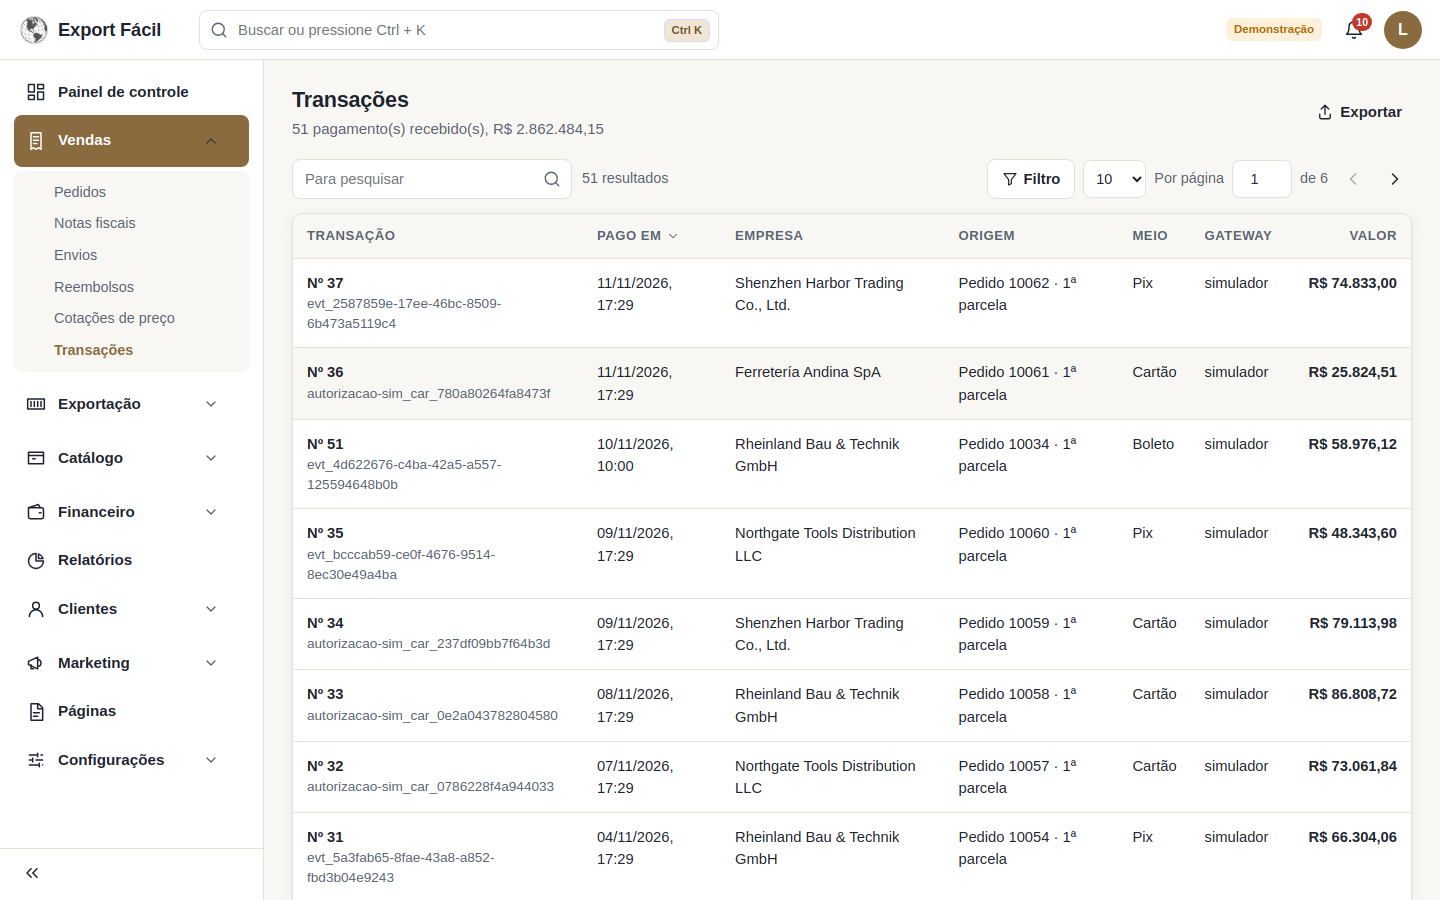 Export Fácil
Buscar ou pressione Ctrl + K
Ctrl K
Demonstração
10
L
Painel de controle
Vendas
Pedidos
Notas fiscais
Envios
Reembolsos
Cotações de preço
Transações
Exportação
Catálogo
Financeiro
Relatórios
Clientes
Marketing
Páginas
Configurações
Transações
51 pagamento(s) recebido(s), R$ 2.862.484,15
Exportar
Para pesquisar
51 resultados
Filtro
10
Por página
1
de 6
TRANSAÇÃO PAGO EM EMPRESA ORIGEM MEIO GATEWAY VALOR
Nº 37 11/11/2026, Shenzhen Harbor Trading Pedido 10062 · 1ª Pix simulador R$ 74.833,00
evt_2587859e-17ee-46bc-8509- 17:29 Co., Ltd. parcela
6b473a5119c4
Nº 36 11/11/2026, Ferretería Andina SpA Pedido 10061 · 1ª Cartão simulador R$ 25.824,51
autorizacao-sim_car_780a80264fa8473f 17:29 parcela
Nº 51 10/11/2026, Rheinland Bau & Technik Pedido 10034 · 1ª Boleto simulador R$ 58.976,12
evt_4d622676-c4ba-42a5-a557- 10:00 GmbH parcela
125594648b0b
Nº 35 09/11/2026, Northgate Tools Distribution Pedido 10060 · 1ª Pix simulador R$ 48.343,60
evt_bcccab59-ce0f-4676-9514- 17:29 LLC parcela
8ec30e49a4ba
Nº 34 09/11/2026, Shenzhen Harbor Trading Pedido 10059 · 1ª Cartão simulador R$ 79.113,98
autorizacao-sim_car_237df09bb7f64b3d 17:29 Co., Ltd. parcela
Nº 33 08/11/2026, Rheinland Bau & Technik Pedido 10058 · 1ª Cartão simulador R$ 86.808,72
autorizacao-sim_car_0e2a043782804580 17:29 GmbH parcela
Nº 32 07/11/2026, Northgate Tools Distribution Pedido 10057 · 1ª Cartão simulador R$ 73.061,84
autorizacao-sim_car_0786228f4a944033 17:29 LLC parcela
Nº 31 04/11/2026, Rheinland Bau & Technik Pedido 10054 · 1ª Pix simulador R$ 66.304,06
evt_5a3fab65-8fae-43a8-a852- 17:29 GmbH parcela
fbd3b04e9243